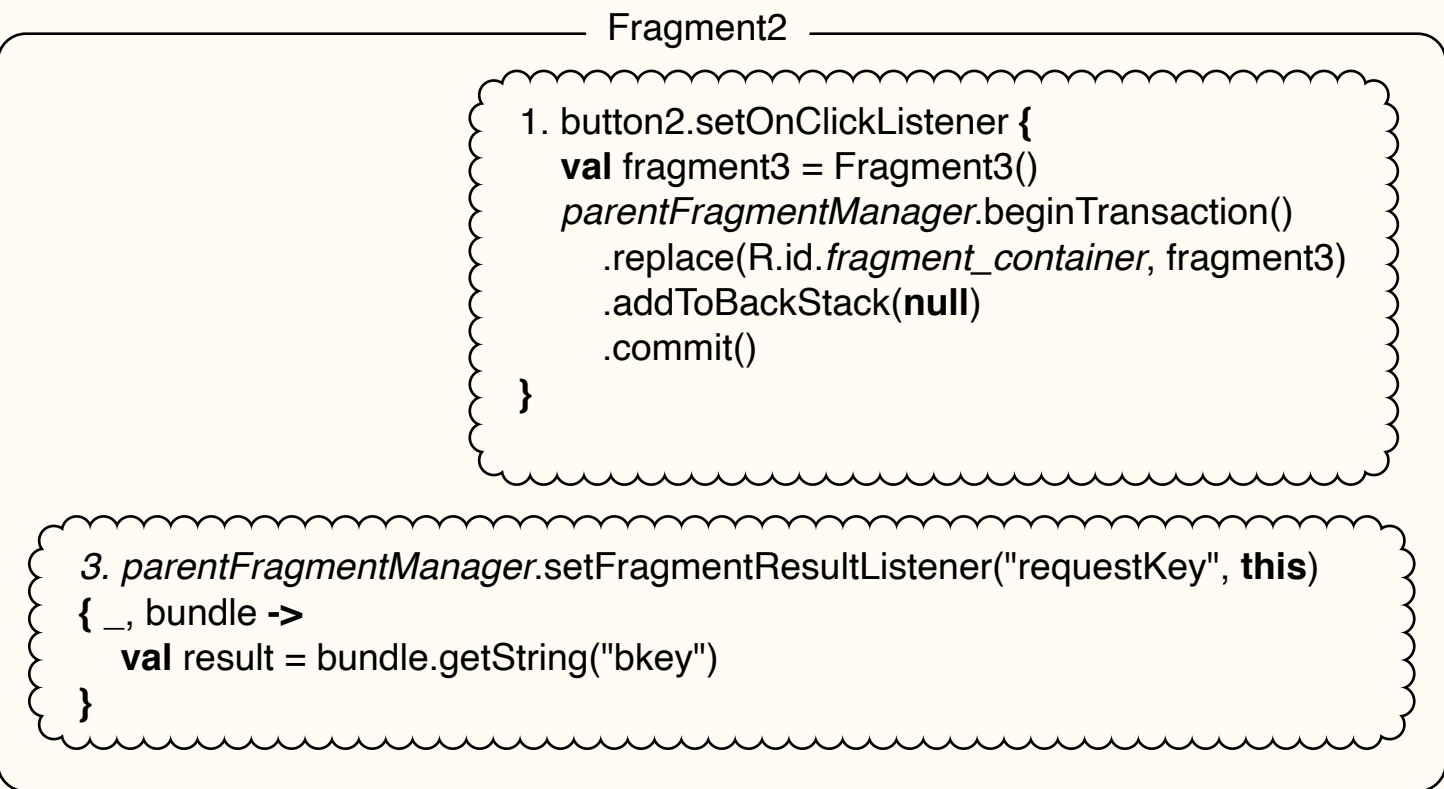 Fragment2
1. button2.setOnClickListener {
val fragment3 = Fragment3()
parentFragmentManager.beginTransaction()
.replace(R.id.fragment_container, fragment3)
.addToBackStack(null)
.commit()
}
3. parentFragmentManager.setFragmentResultListener("requestKey", this)
{ _, bundle ->
val result = bundle.getString("bkey")
}